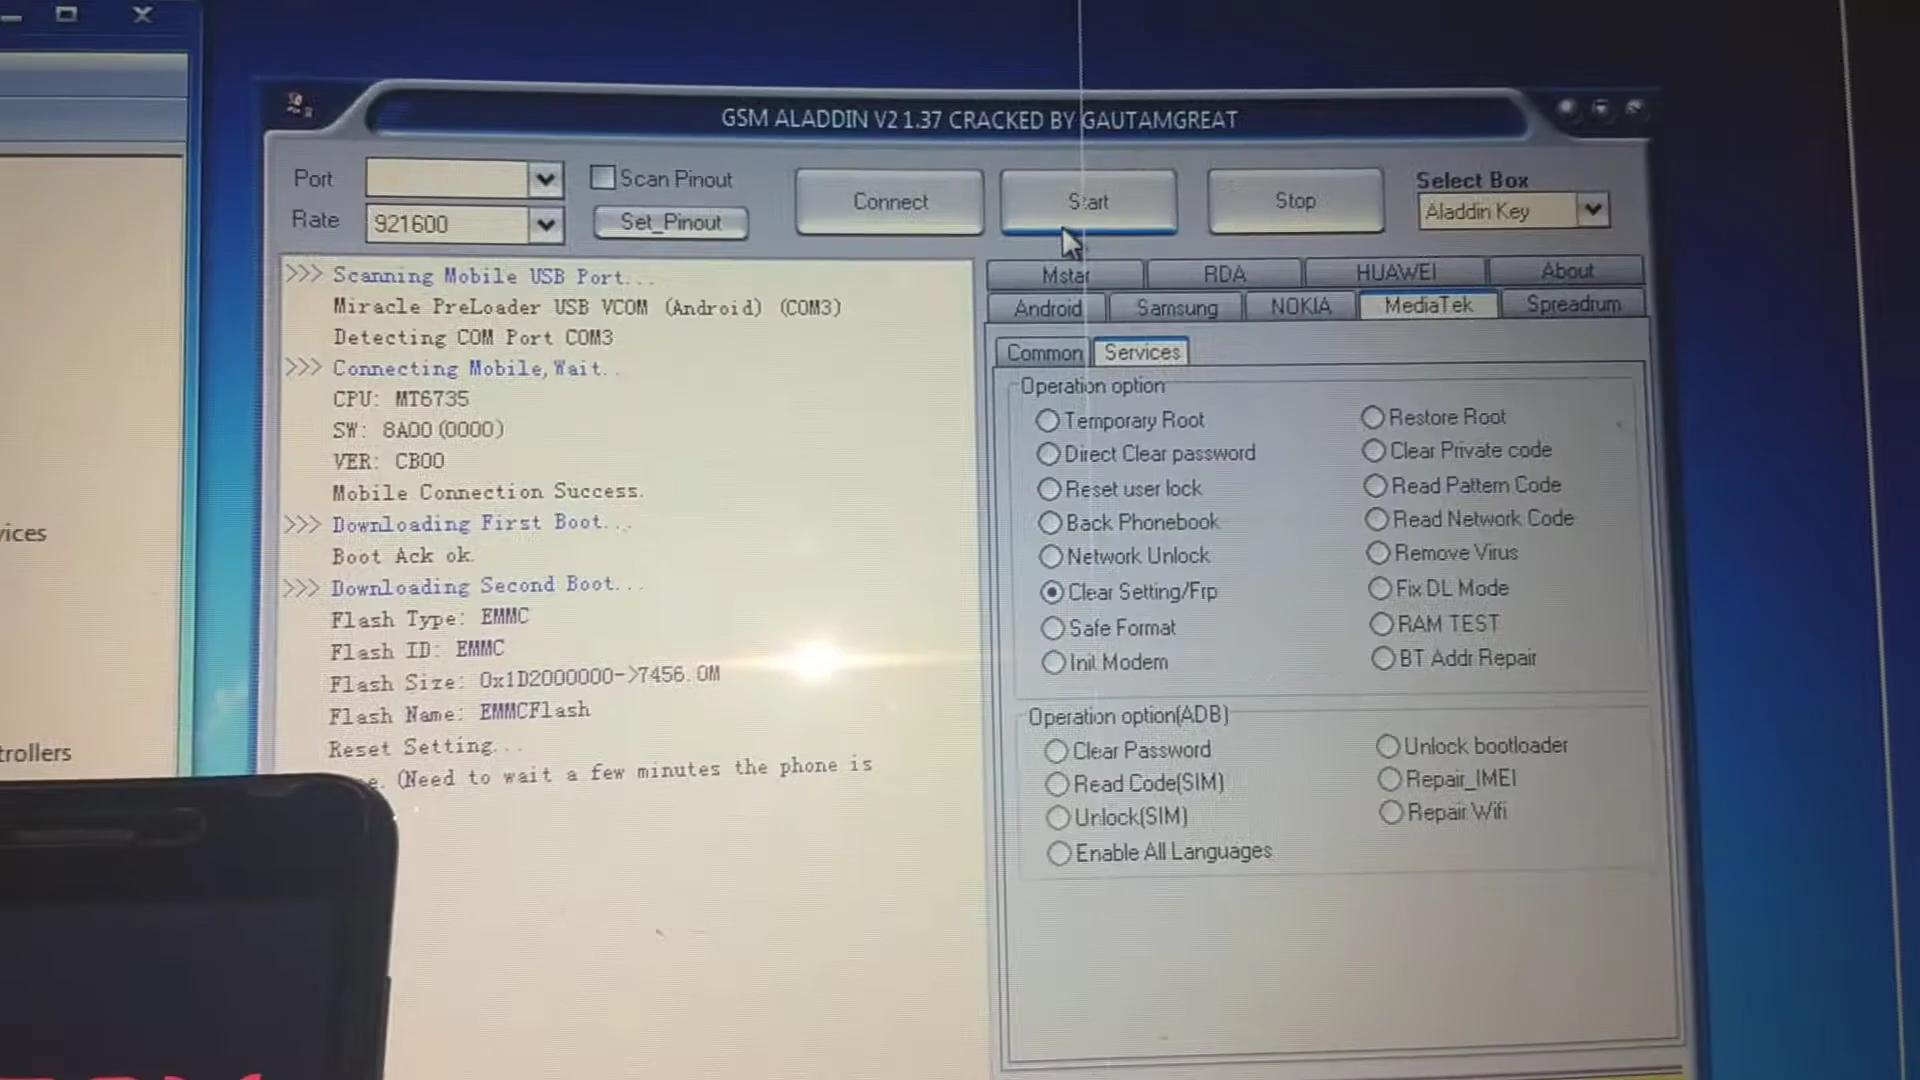 GSM ALADDIN V2 1.37 CRACKED BY GAUTAMGREAT
Port
Scan Pinout
Rate
921600
Set_Pinout
Connect
Start
Stop
Select Box
Aladdin Key
>>> Scanning Mobile USB Port...
Miracle PreLoader USB VCOM (Android) (COM3)
Detecting COM Port COM3
>>> Connecting Mobile,Wait..
CPU: MT6735
SW: 8A00(0000)
VER: CB00
Mobile Connection Success.
>>> Downloading First Boot...
Boot Ack ok.
>>> Downloading Second Boot...
Flash Type: EMMC
Flash ID: EMMC
Flash Size: 0x1D2000000->7456.0M
Flash Name: EMMCFlash
Reset Setting...
e. (Need to wait a few minutes the phone is
Mstar
RDA
HUAWEI
About
Android
Samsung
NOKIA
MediaTek
Spreadrum
Common
Services
Operation option
Temporary Root
Restore Root
Direct Clear password
Clear Private code
Reset user lock
Read Pattern Code
Back Phonebook
Read Network Code
Network Unlock
Remove Virus
Clear Setting/Frp
Fix DL Mode
Safe Format
RAM TEST
Init Modem
BT Addr Repair
Operation option(ADB)
Clear Password
Unlock bootloader
Read Code(SIM)
Repair_IMEI
Unlock(SIM)
Repair Wifi
Enable All Languages
vices
trollers